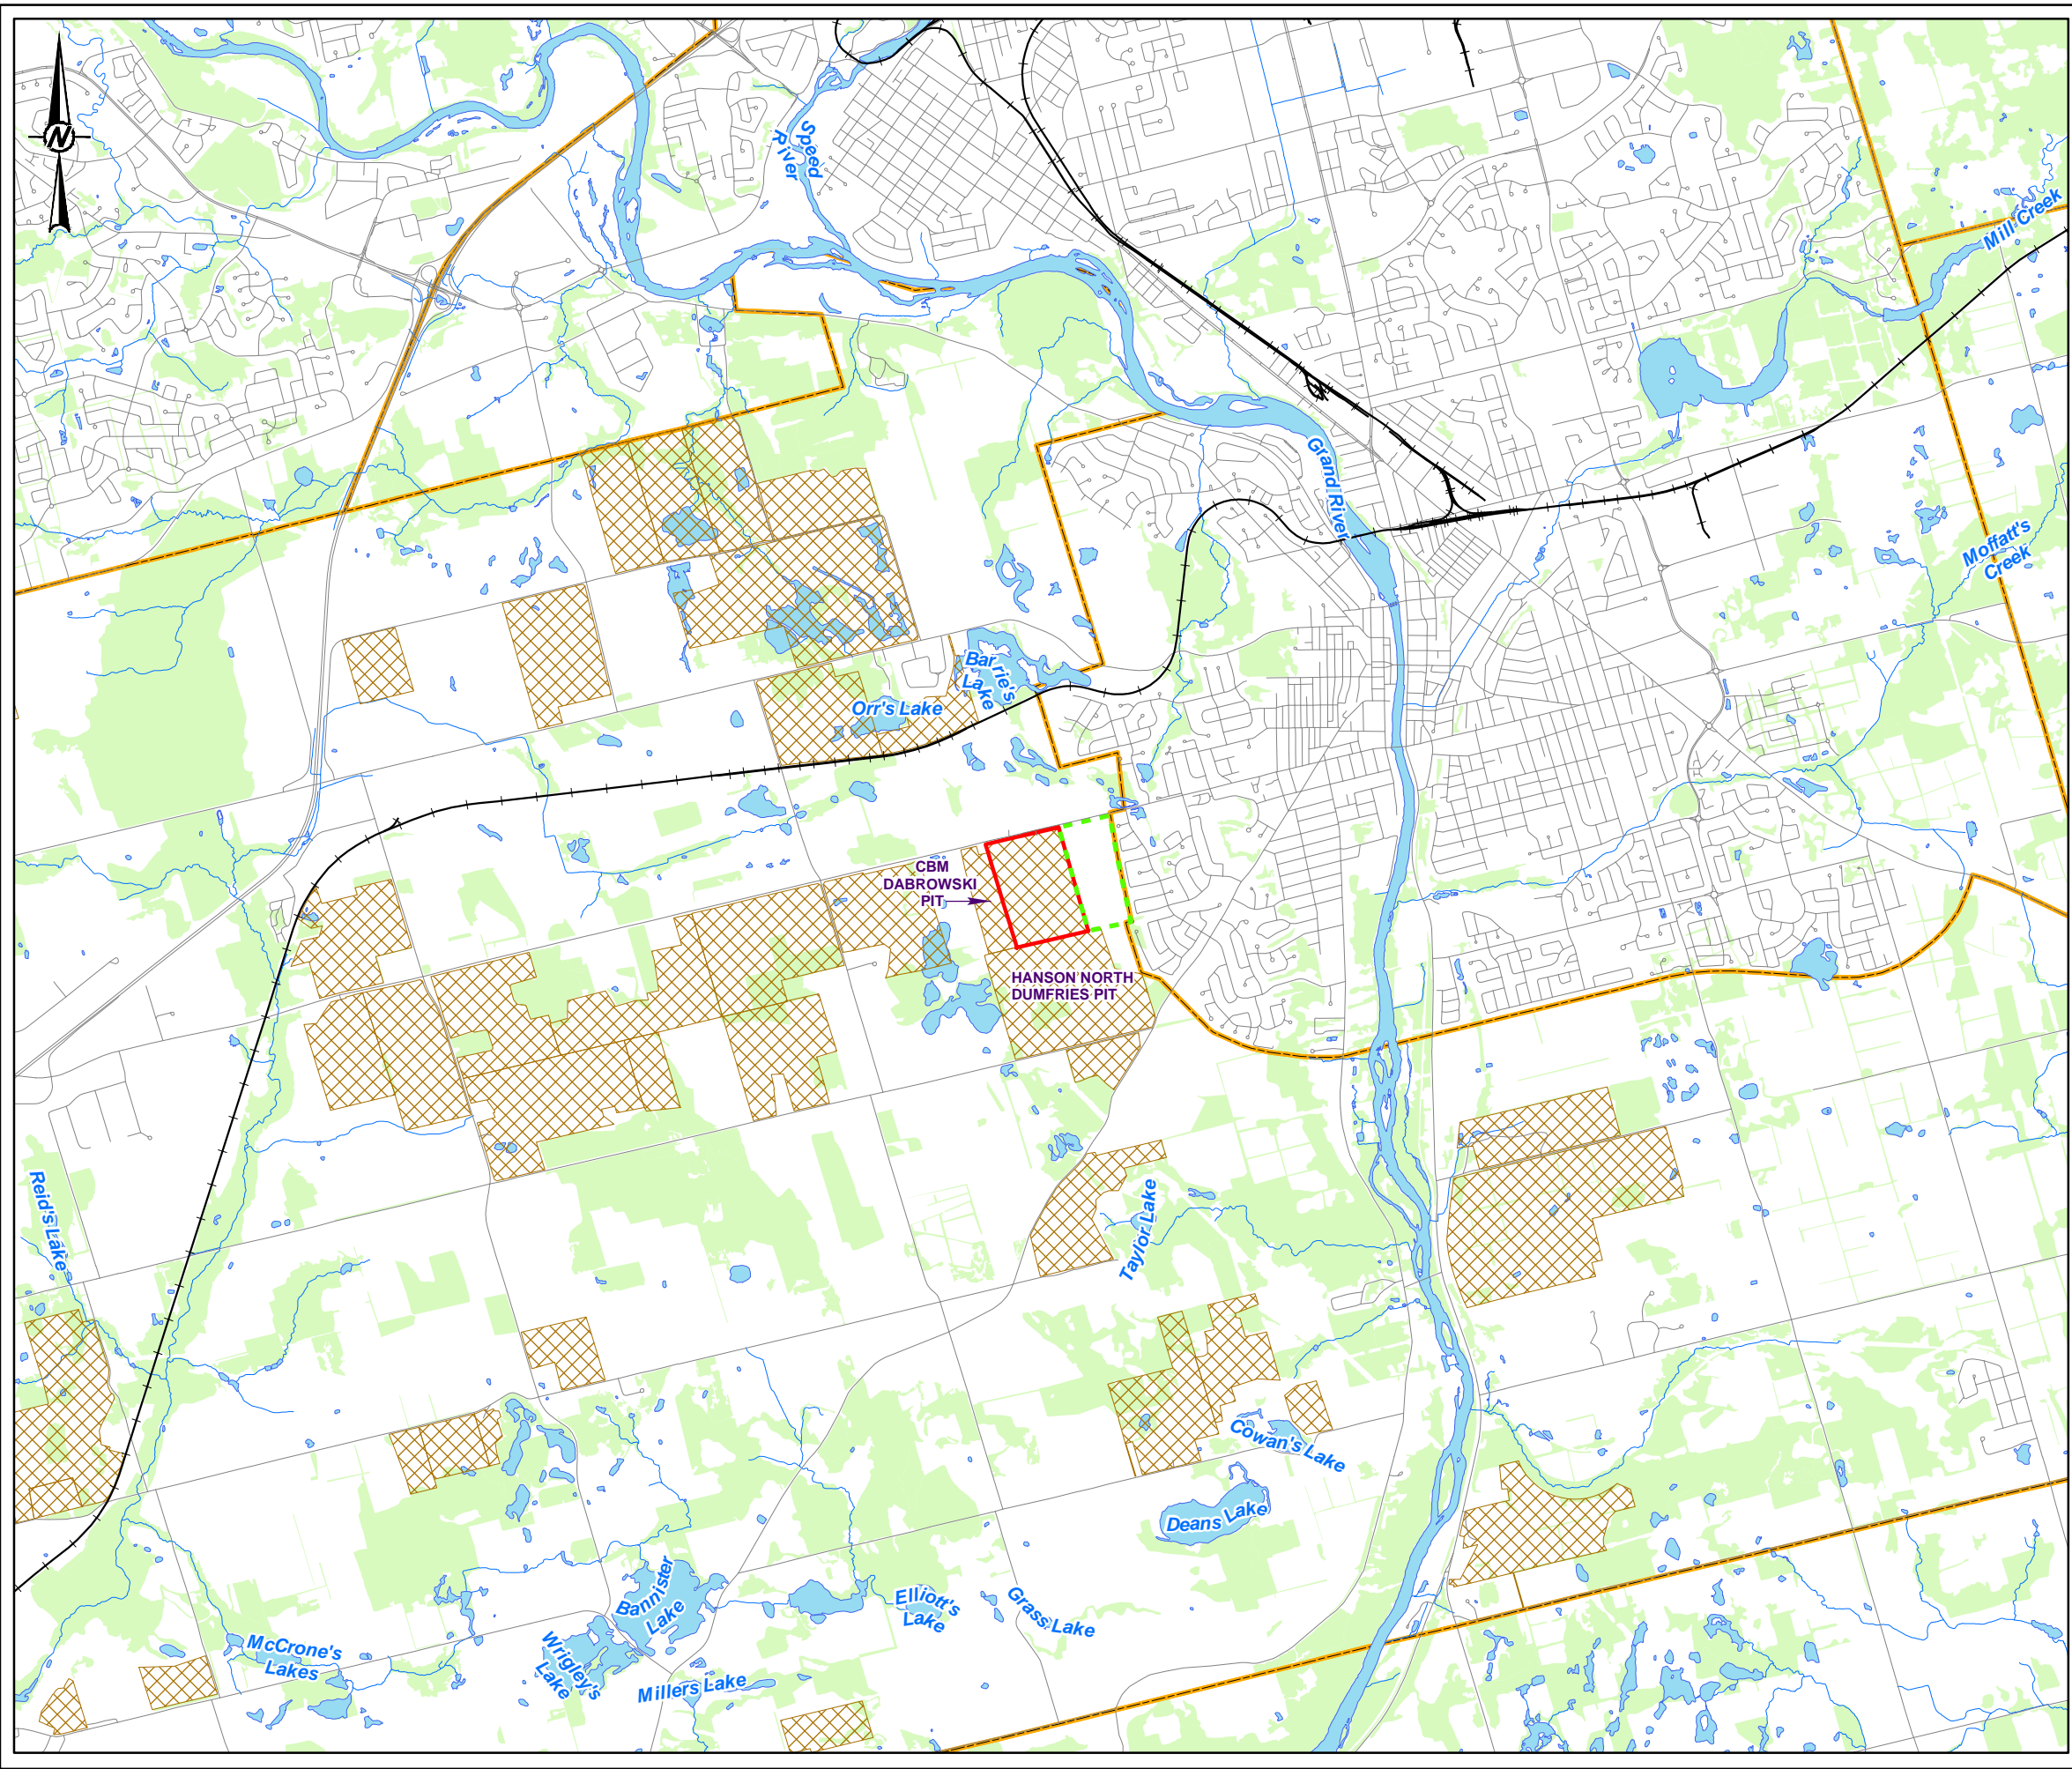 N
Speed
River
Mill Creek
Grand River
Moffatt's
Creek
Barrie's
Lake
Orr's Lake
CBM
DABROWSKI
PIT
HANSON NORTH
DUMFRIES PIT
Reid's Lake
Taylor Lake
Cowan's Lake
Deans Lake
Bannister
Lake
Elliott's
Lake
Grass Lake
McCrone's
Lakes
Wrigley's
Lake
Millers Lake